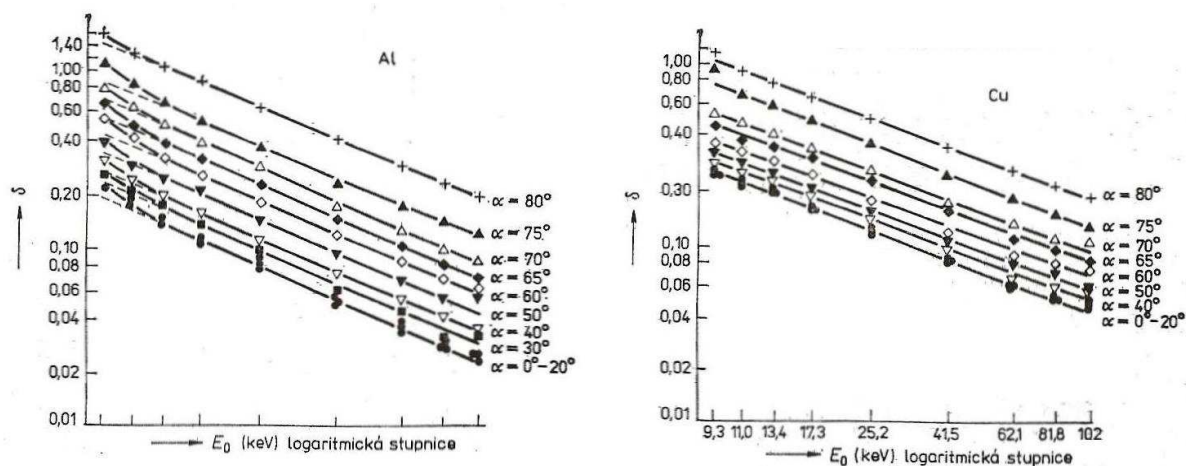 Al
1,40
1,00
0,80
0,60
0,40
0,20
0,10
0,08
0,06
0,04
0,02
0,01
δ
α = 80°
α = 75°
α = 70°
α = 65°
α = 60°
α = 50°
α = 40°
α = 30°
α = 0°–20°
E₀ (keV) logaritmická stupnice
Cu
1,00
0,80
0,60
0,40
0,30
0,10
0,08
0,06
0,04
0,02
0,01
δ
α = 80°
α = 75°
α = 70°
α = 65°
α = 60°
α = 50°
α = 40°
α = 0°–20°
9,3 11,0 13,4 17,3 25,2 41,5 62,1 81,8 102
E₀ (keV) logaritmická stupnice